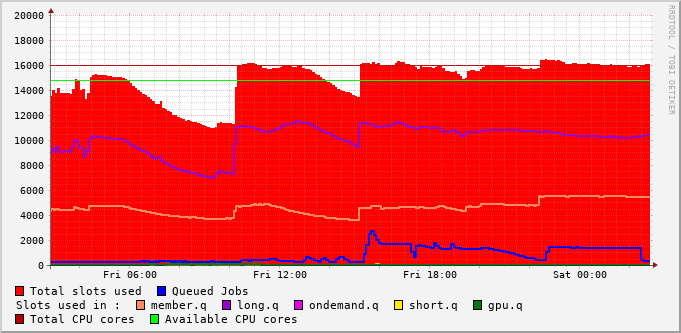 20000
18000
16000
14000
12000
10000
8000
6000
4000
2000
0
Fri 06:00 Fri 12:00 Fri 18:00 Sat 00:00
RRDTOOL / TOBI OETIKER
Total slots used Queued Jobs
Slots used in : member.q long.q ondemand.q short.q gpu.q
Total CPU cores Available CPU cores